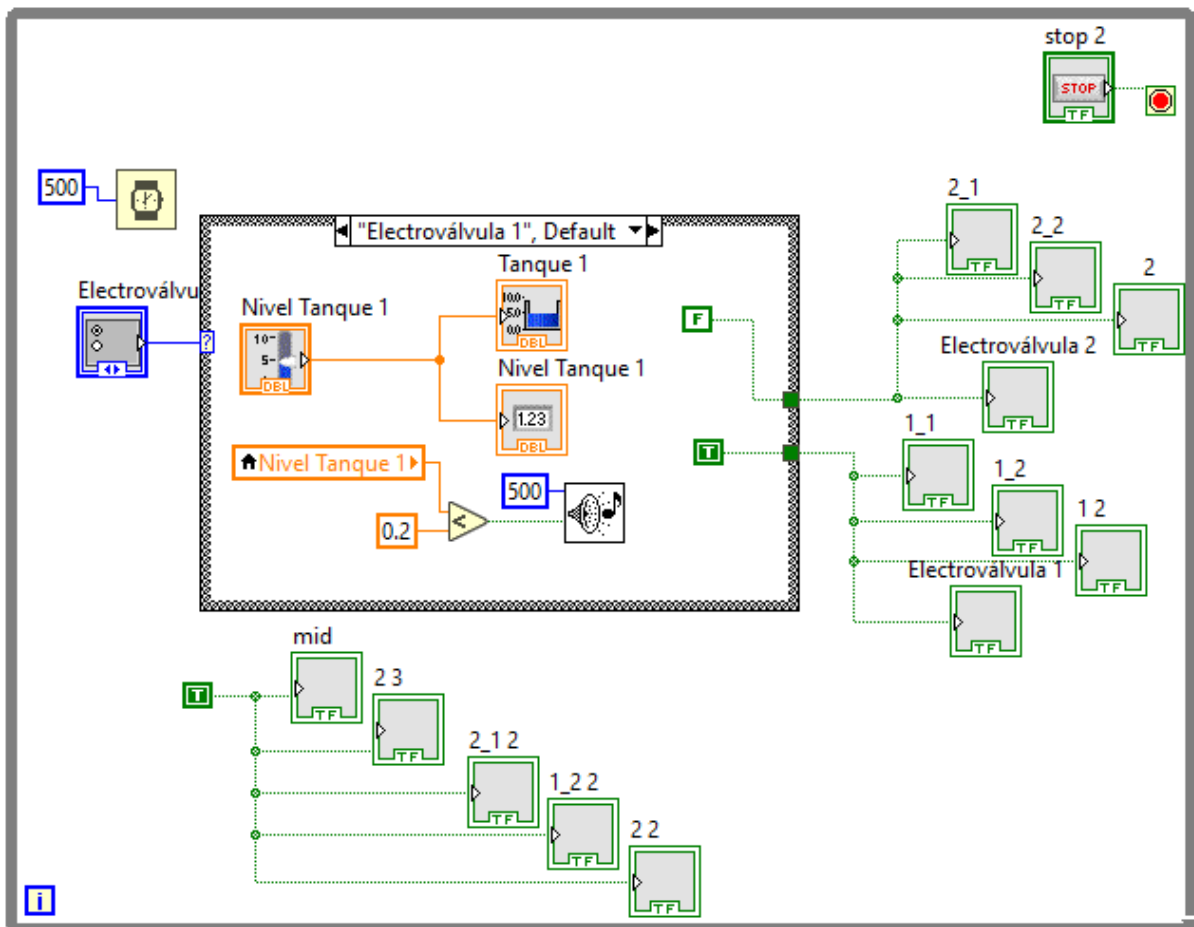 stop 2
STOP
TF
500
2_1
TF
2_2
TF
2
TF
"Electroválvula 1", Default
Electroválvu
?
Nivel Tanque 1
10-
5-
DBL
Tanque 1
10.0-
5.0-
0.0-
DBL
Nivel Tanque 1
1.23
DBL
F
Electroválvula 2
TF
Nivel Tanque 1
0.2
<
500
T
1_1
TF
1_2
TF
1 2
TF
Electroválvula 1
TF
T
mid
TF
2 3
TF
2_1 2
TF
1_2 2
TF
2 2
TF
i